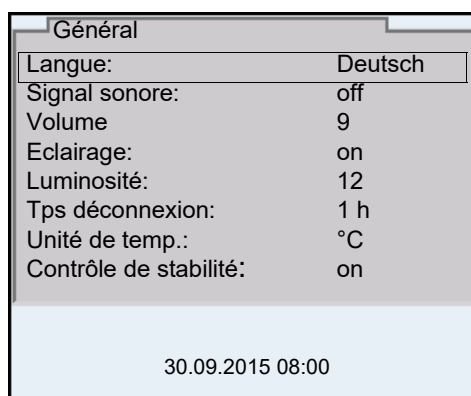 Général
Langue: Deutsch
Signal sonore: off
Volume 9
Eclairage: on
Luminosité: 12
Tps déconnexion: 1 h
Unité de temp.: °C
Contrôle de stabilité: on
30.09.2015 08:00